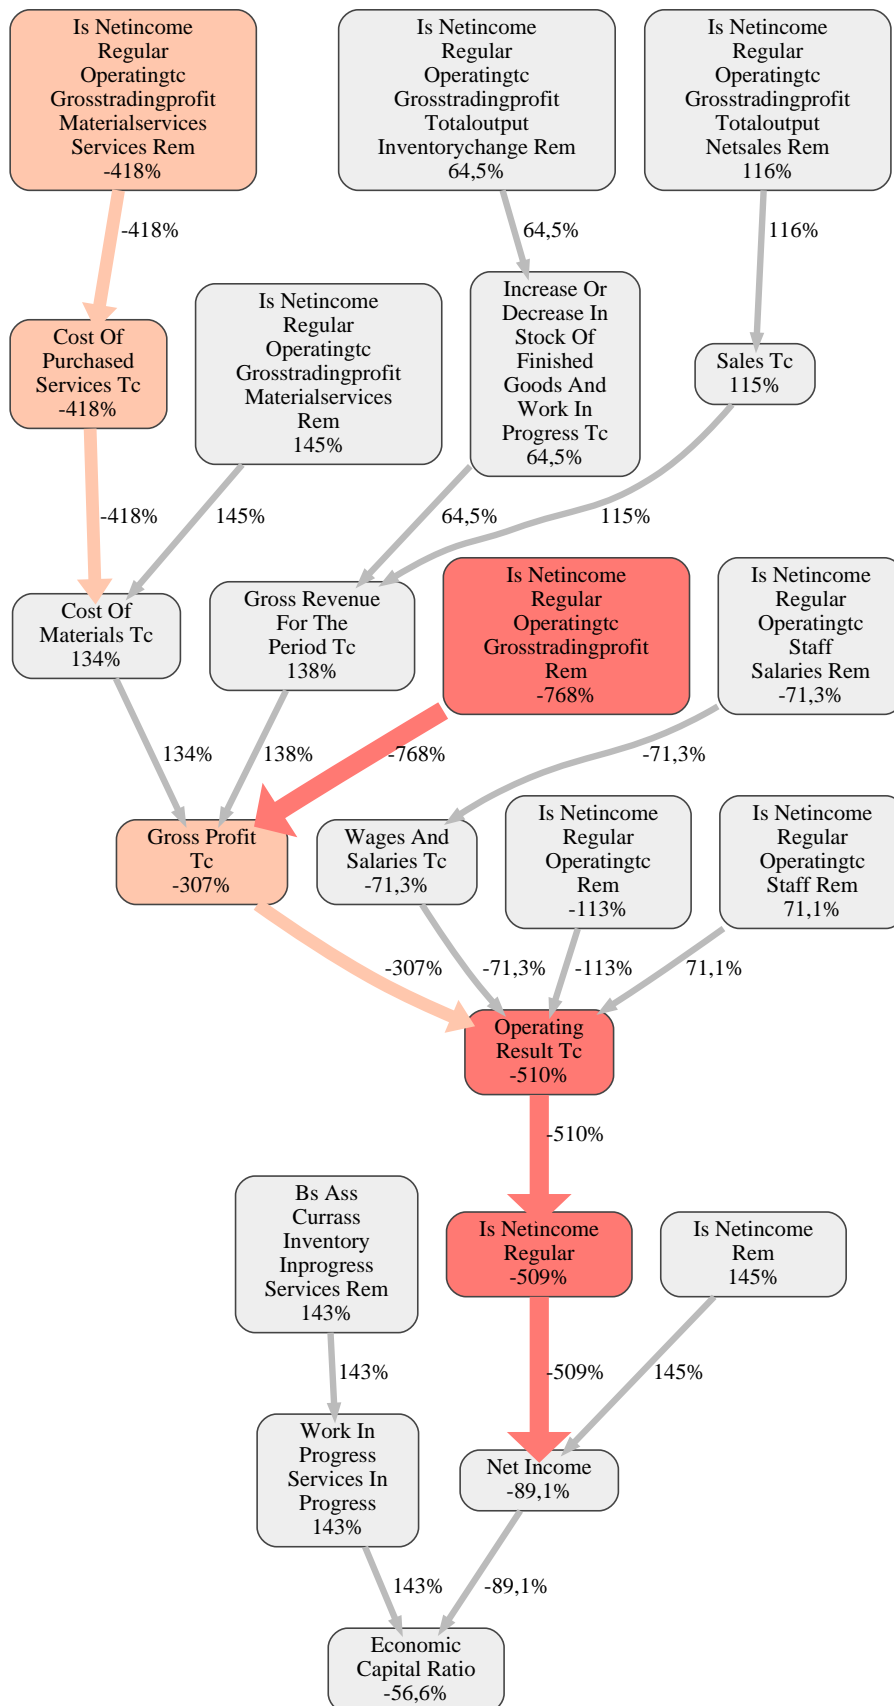 Is Netincome
Regular
Operatingtc
Grosstradingprofit
Materialservices
Services Rem
-418%
Is Netincome
Regular
Operatingtc
Grosstradingprofit
Totaloutput
Inventorychange Rem
64,5%
Is Netincome
Regular
Operatingtc
Grosstradingprofit
Totaloutput
Netsales Rem
116%
-418%
64,5%
116%
Cost Of
Purchased
Services Tc
-418%
Is Netincome
Regular
Operatingtc
Grosstradingprofit
Materialservices
Rem
145%
Increase Or
Decrease In
Stock Of
Finished
Goods And
Work In
Progress Tc
64,5%
Sales Tc
115%
-418%
145%
64,5%
115%
Cost Of
Materials Tc
134%
Gross Revenue
For The
Period Tc
138%
Is Netincome
Regular
Operatingtc
Grosstradingprofit
Rem
-768%
Is Netincome
Regular
Operatingtc
Staff
Salaries Rem
-71,3%
134%
138%
-768%
-71,3%
Gross Profit
Tc
-307%
Wages And
Salaries Tc
-71,3%
Is Netincome
Regular
Operatingtc
Rem
-113%
Is Netincome
Regular
Operatingtc
Staff Rem
71,1%
-307%
-71,3%
-113%
71,1%
Operating
Result Tc
-510%
-510%
Bs Ass
Currass
Inventory
Inprogress
Services Rem
143%
Is Netincome
Regular
-509%
Is Netincome
Rem
145%
143%
-509%
145%
Work In
Progress
Services In
Progress
143%
Net Income
-89,1%
143%
-89,1%
Economic
Capital Ratio
-56,6%